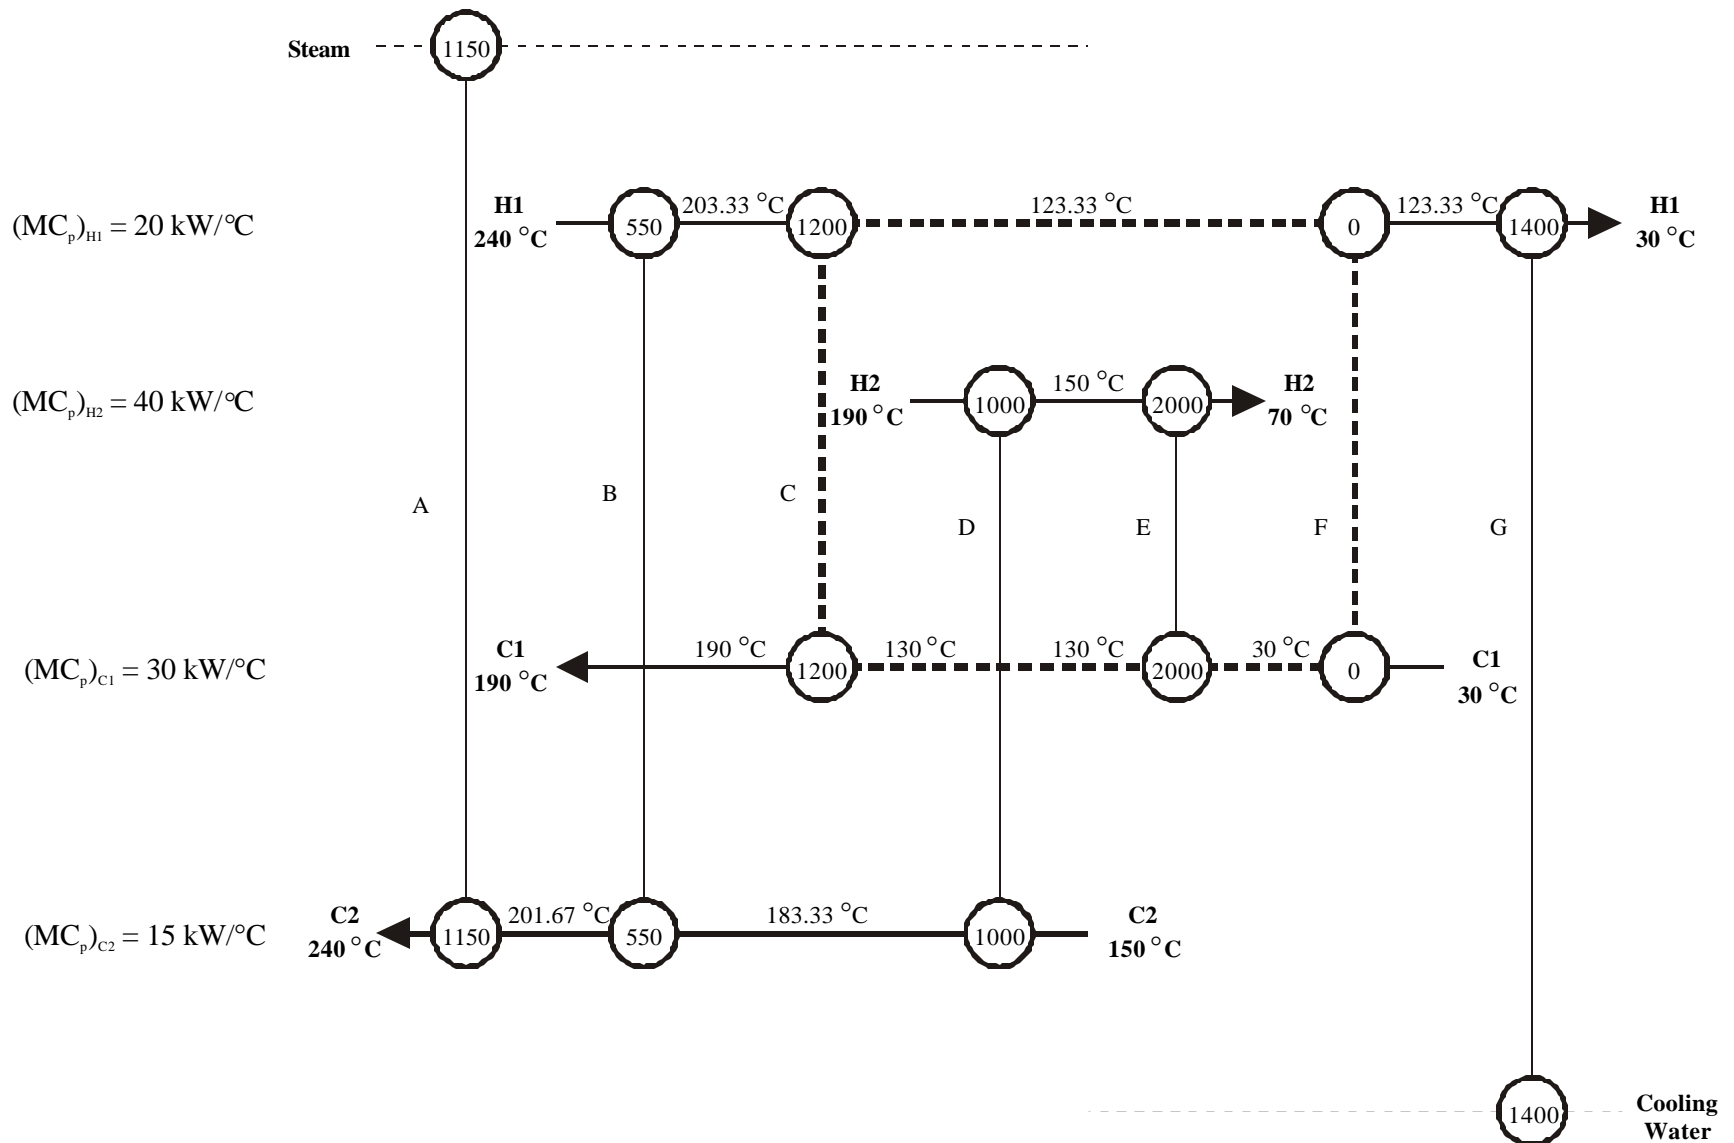 Steam
1150
(MCp)H1 = 20 kW/°C
H1
240 °C
550
203.33 °C
1200
123.33 °C
0
123.33 °C
1400
H1
30 °C
(MCp)H2 = 40 kW/°C
H2
190 °C
1000
150 °C
2000
H2
70 °C
A
B
C
D
E
F
G
(MCp)C1 = 30 kW/°C
C1
190 °C
190 °C
1200
130 °C
130 °C
2000
30 °C
0
C1
30 °C
(MCp)C2 = 15 kW/°C
C2
240 °C
1150
201.67 °C
550
183.33 °C
1000
C2
150 °C
1400
Cooling
Water